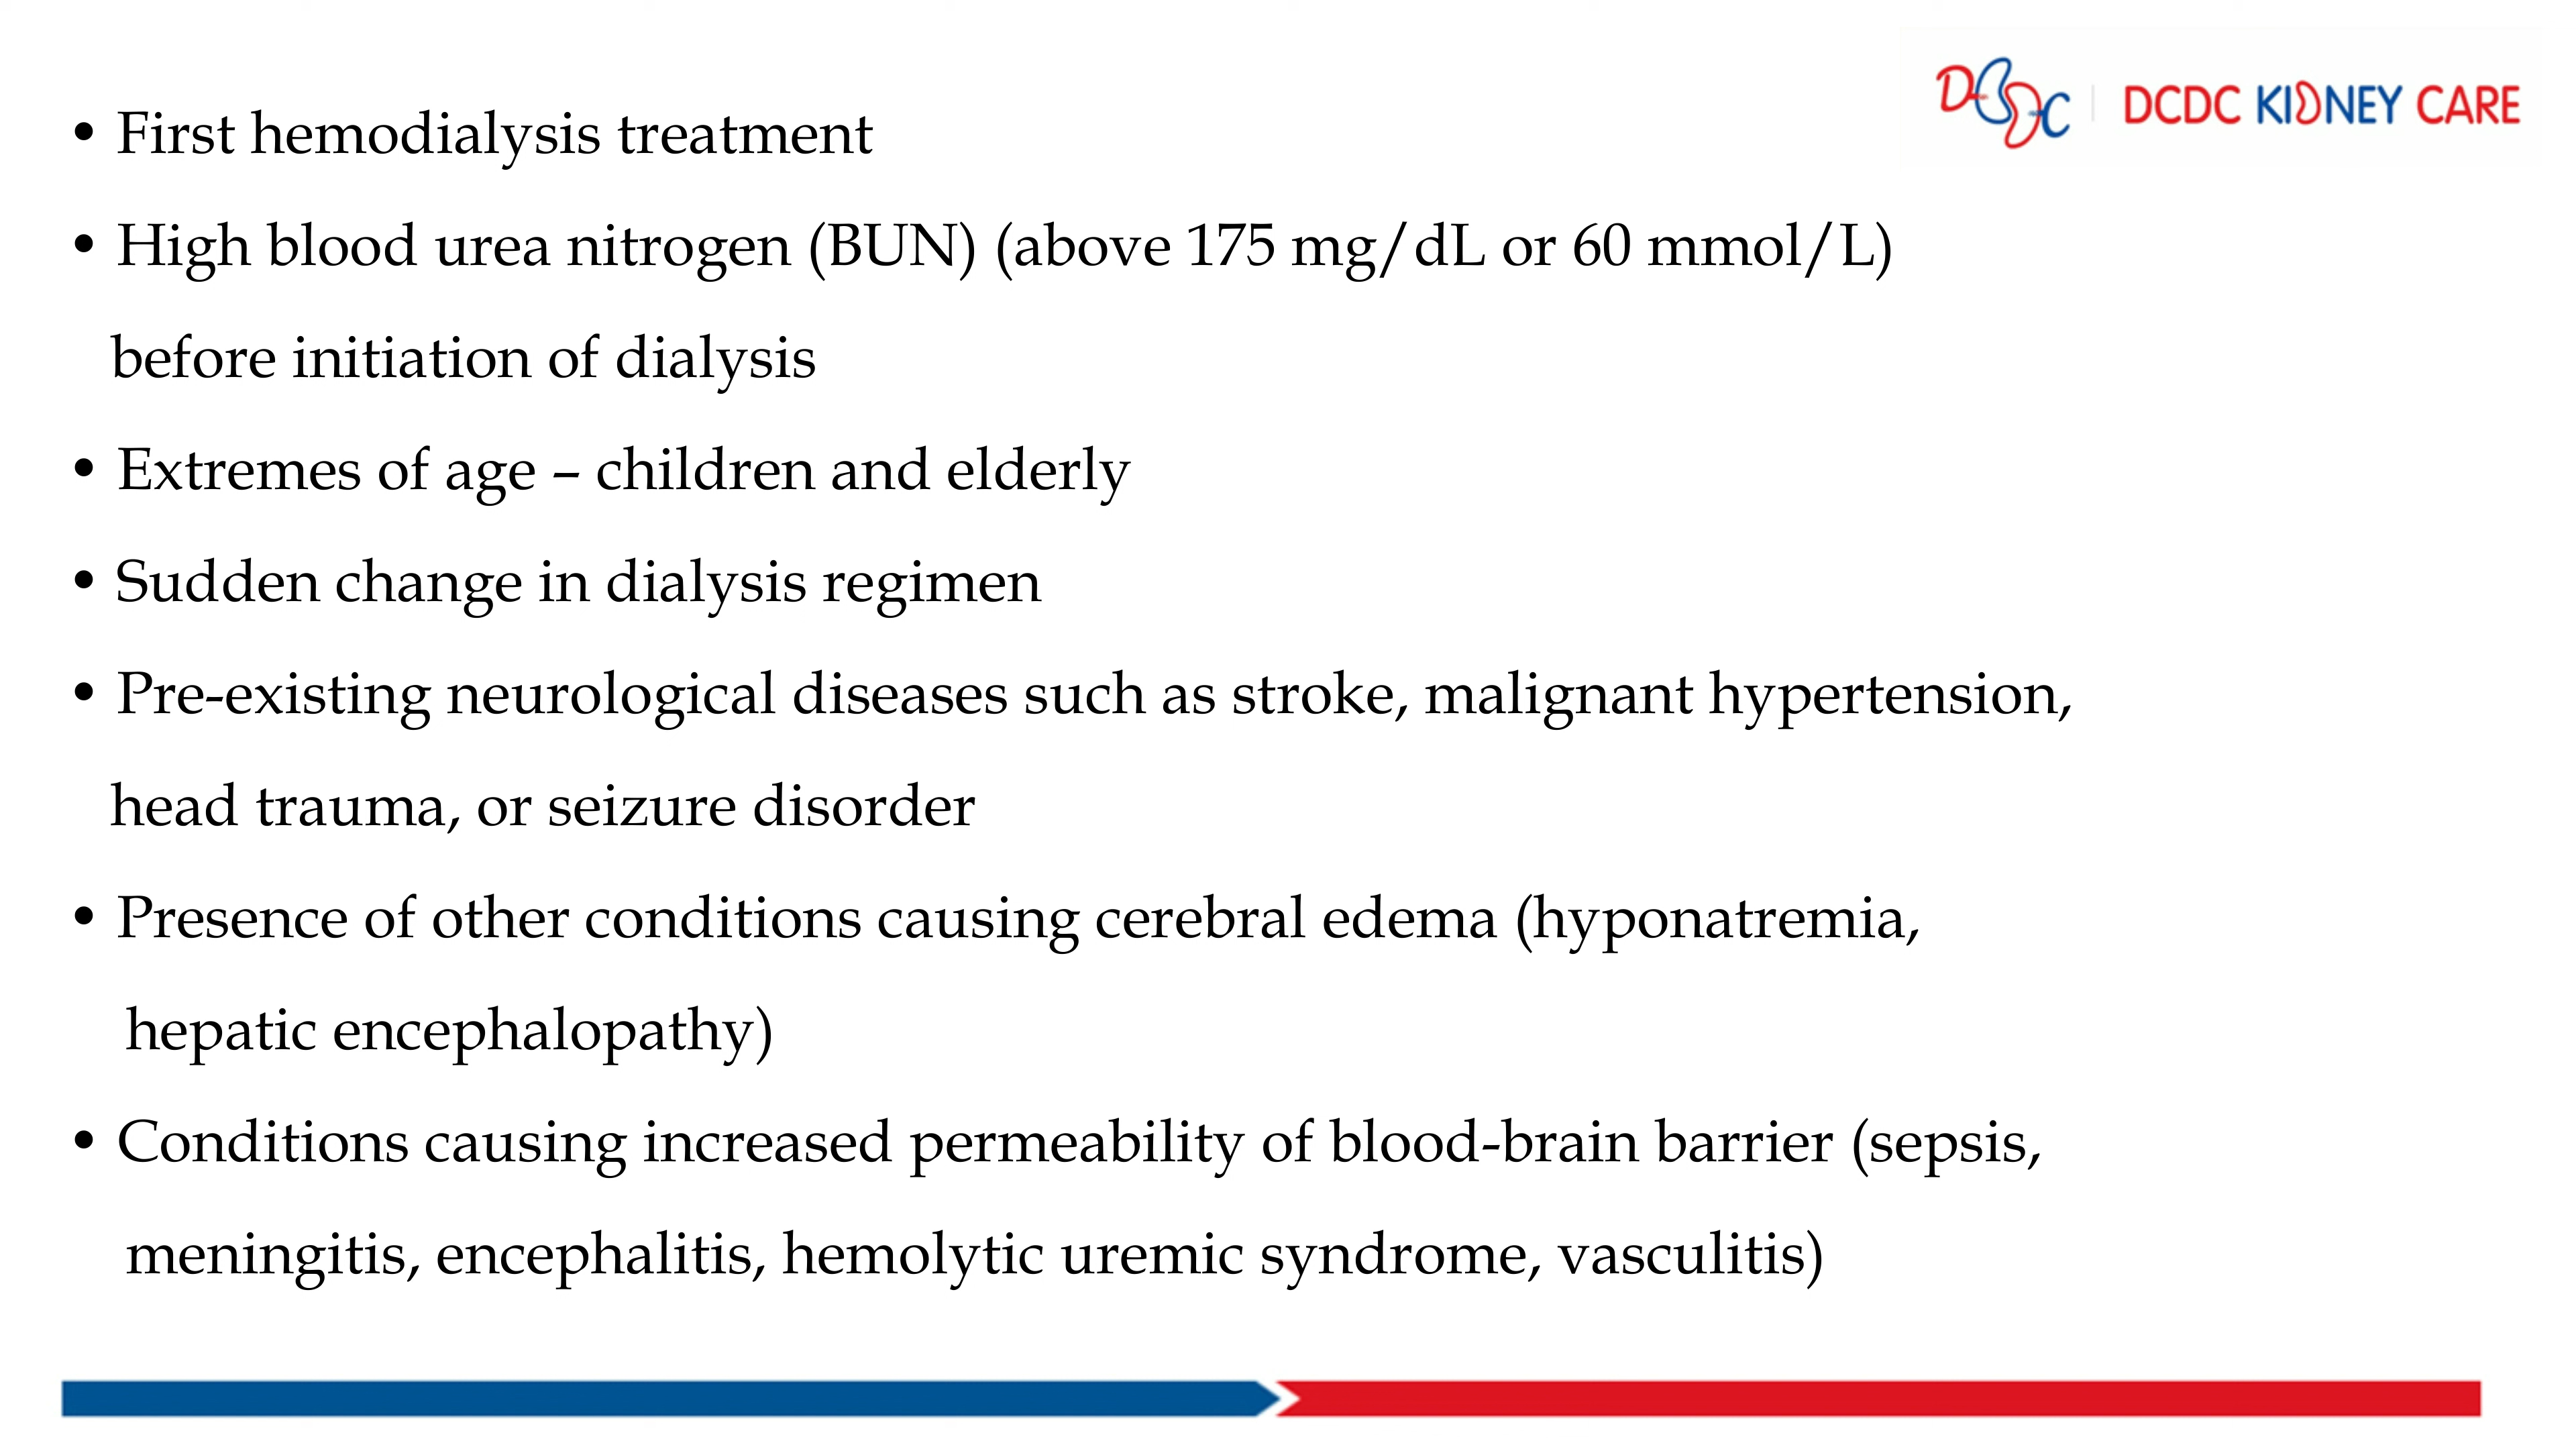 DCDC | DCDC KIDNEY CARE
• First hemodialysis treatment
• High blood urea nitrogen (BUN) (above 175 mg/dL or 60 mmol/L)
before initiation of dialysis
• Extremes of age – children and elderly
• Sudden change in dialysis regimen
• Pre-existing neurological diseases such as stroke, malignant hypertension,
head trauma, or seizure disorder
• Presence of other conditions causing cerebral edema (hyponatremia,
hepatic encephalopathy)
• Conditions causing increased permeability of blood-brain barrier (sepsis,
meningitis, encephalitis, hemolytic uremic syndrome, vasculitis)